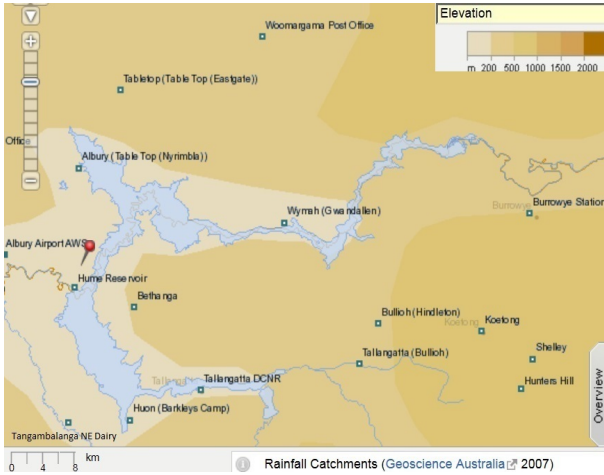 Elevation
m 200 500 1000 1500 2000
Woomargama Post Office
Tabletop (Table Top (Eastgate))
Office
Albury (Table Top (Nyrimbla))
Burrowye
Burrowye Station
Wymah (Gwandallen)
Albury Airport AWS
Hume Reservoir
Bethanga
Bullioh (Hindleton)
Koetong
Koetong
Shelley
Tallangatta (Bullioh)
Tallangatta
Tallangatta DCNR
Hunters Hill
Huon (Barkleys Camp)
Tangambalanga NE Dairy
Overview
0 4 8 km
Rainfall Catchments (Geoscience Australia 2007)